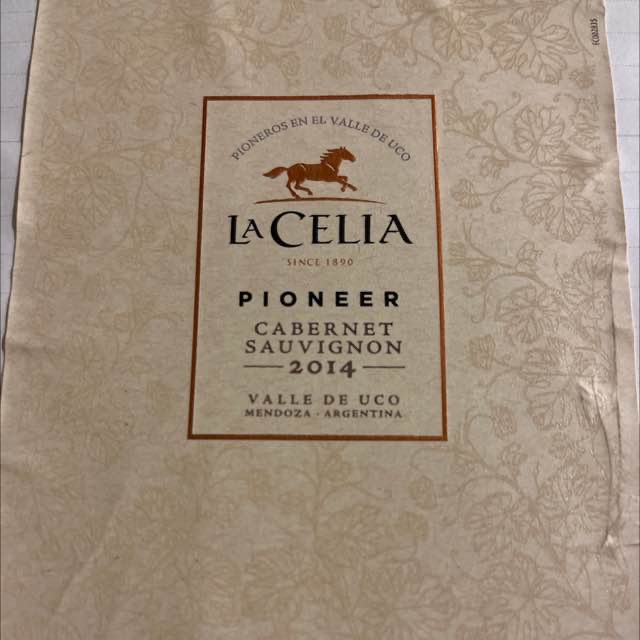 PIONEROS EN EL VALLE DE UCO
LA CELIA
SINCE 1890
PIONEER
CABERNET
SAUVIGNON
2014
VALLE DE UCO
MENDOZA · ARGENTINA